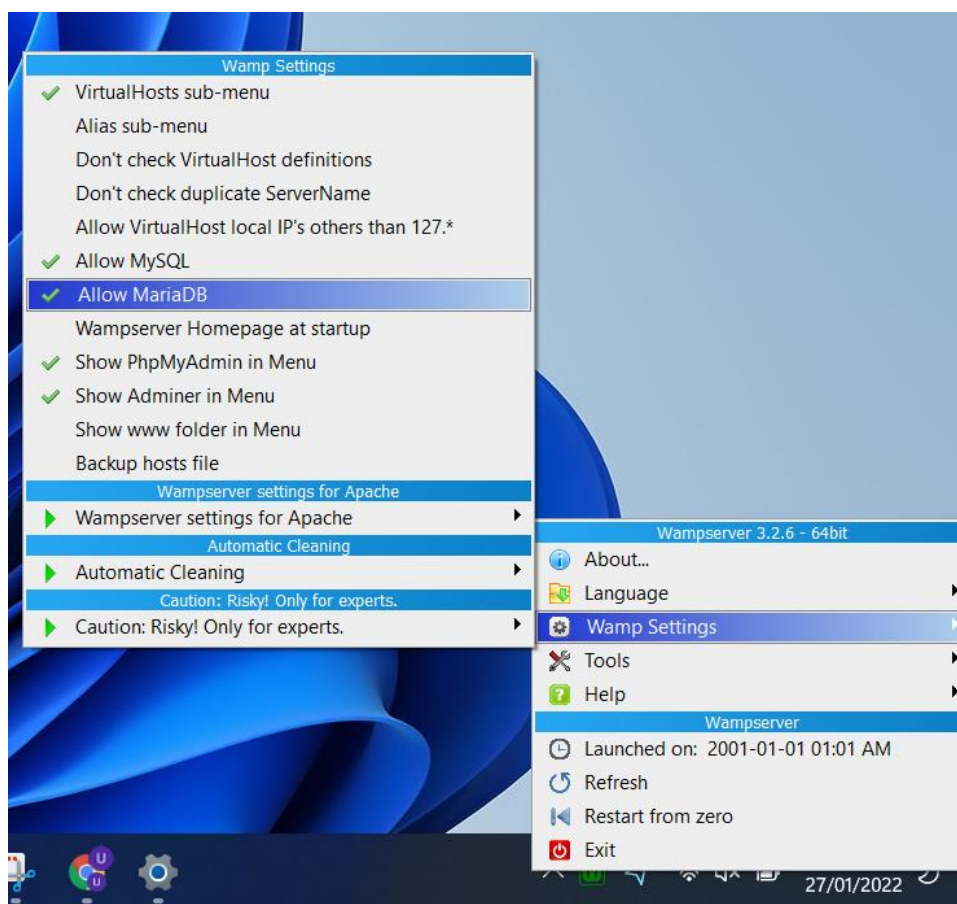 Wamp Settings
VirtualHosts sub-menu
Alias sub-menu
Don't check VirtualHost definitions
Don't check duplicate ServerName
Allow VirtualHost local IP's others than 127.*
Allow MySQL
Allow MariaDB
Wampserver Homepage at startup
Show PhpMyAdmin in Menu
Show Adminer in Menu
Show www folder in Menu
Backup hosts file
Wampserver settings for Apache
Wampserver settings for Apache
Automatic Cleaning
Automatic Cleaning
Caution: Risky! Only for experts.
Caution: Risky! Only for experts.
Wampserver 3.2.6 - 64bit
About...
Language
Wamp Settings
Tools
Help
Wampserver
Launched on: 2001-01-01 01:01 AM
Refresh
Restart from zero
Exit
U
U
27/01/2022